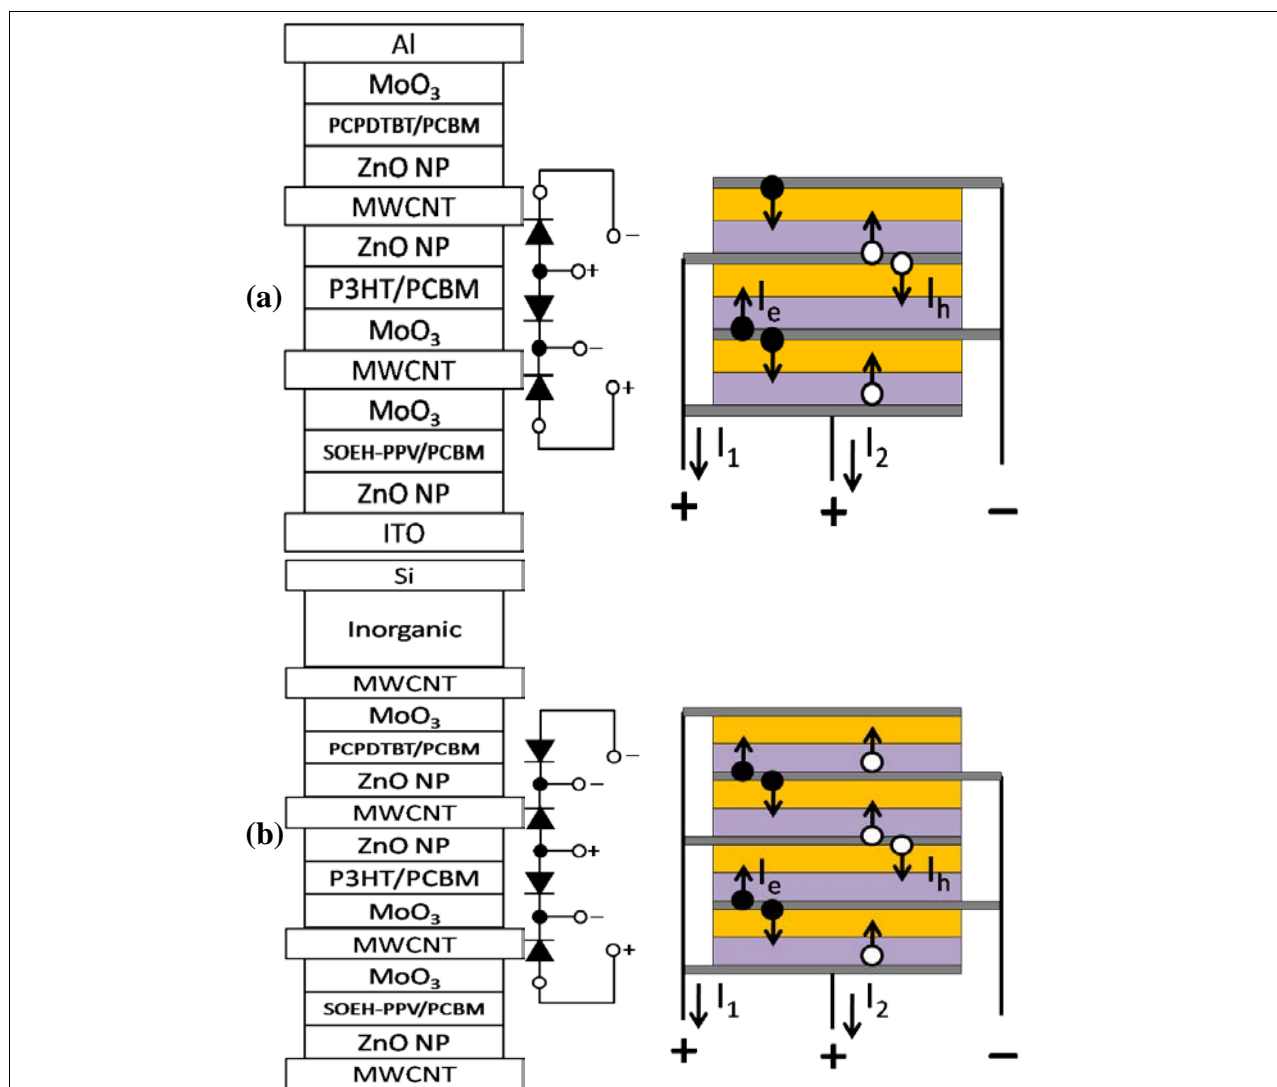 Al
MoO₃
PCPDTBT/PCBM
ZnO NP
MWCNT
ZnO NP
P3HT/PCBM
MoO₃
MWCNT
MoO₃
SOEH-PPV/PCBM
ZnO NP
ITO
(a)
−
+
−
+
Iₑ
Iₕ
I₁
I₂
+
+
−
Si
Inorganic
MWCNT
MoO₃
PCPDTBT/PCBM
ZnO NP
MWCNT
ZnO NP
P3HT/PCBM
MoO₃
MWCNT
MoO₃
SOEH-PPV/PCBM
ZnO NP
MWCNT
(b)
−
−
+
−
+
Iₑ
Iₕ
I₁
I₂
+
+
−